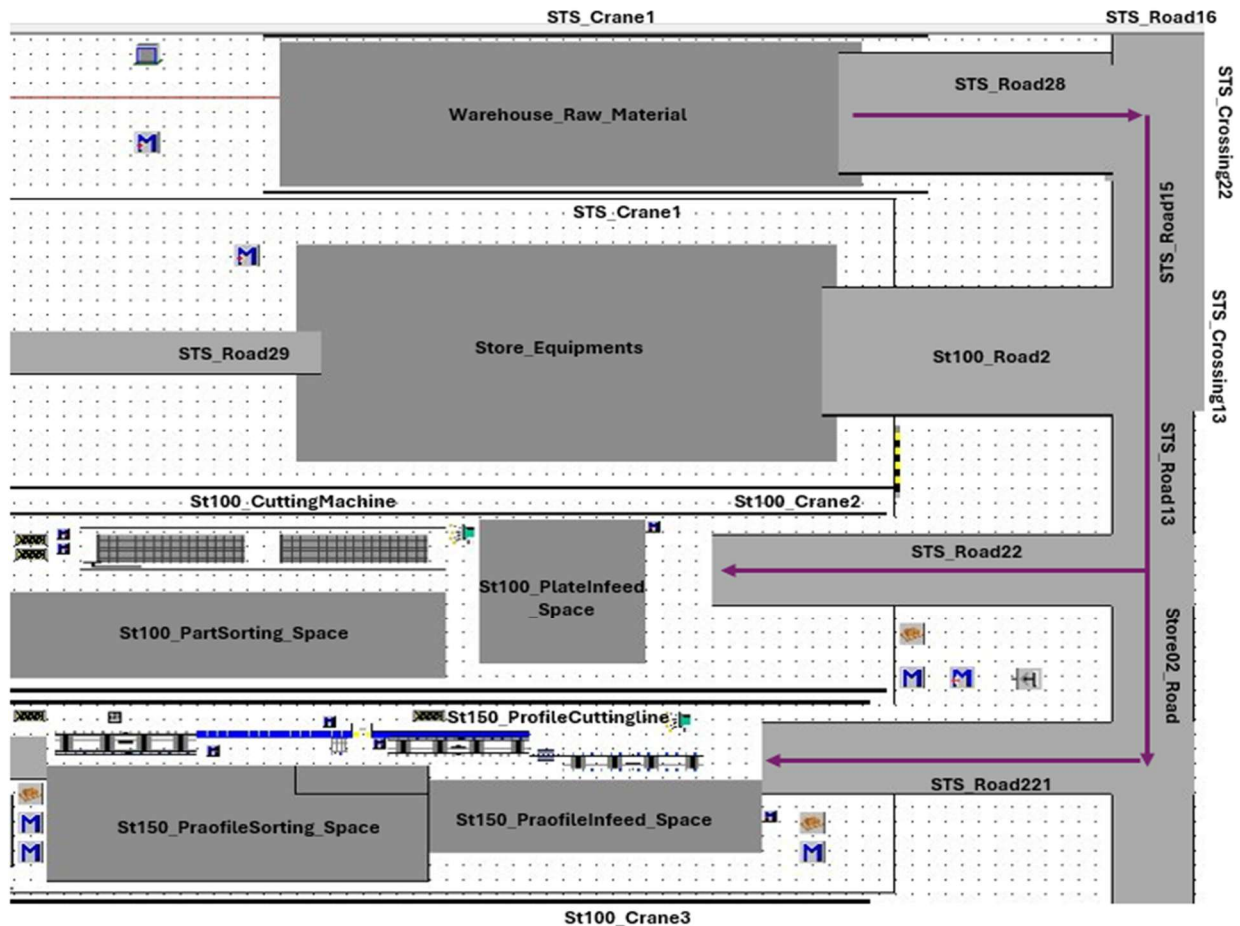 STS_Crane1
STS_Road16
STS_Road28
STS_Crossing22
Warehouse_Raw_Material
STS_Road15
STS_Crane1
STS_Crossing13
STS_Road29
Store_Equipments
St100_Road2
STS_Road13
St100_CuttingMachine
St100_Crane2
STS_Road22
St100_PlateInfeed
_Space
St100_PartSorting_Space
Store02_Road
St150_ProfileCuttingline
STS_Road221
St150_PraofileSorting_Space
St150_PraofileInfeed_Space
St100_Crane3